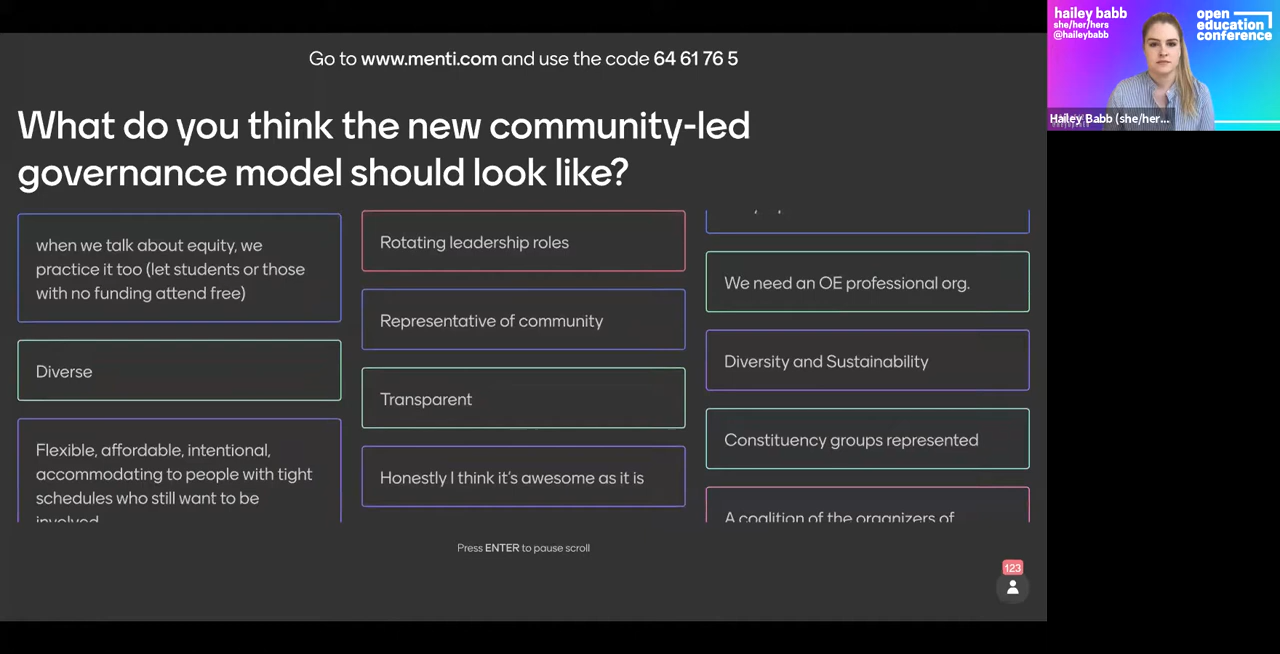 Go to www.menti.com and use the code 64 61 76 5
What do you think the new community-led
governance model should look like?
when we talk about equity, we
practice it too (let students or those
with no funding attend free)
Diverse
Flexible, affordable, intentional,
accommodating to people with tight
schedules who still want to be
involved
Rotating leadership roles
Representative of community
Transparent
Honestly I think it's awesome as it is
We need an OE professional org.
Diversity and Sustainability
Constituency groups represented
A coalition of the organizers of
Press ENTER to pause scroll
123
hailey babb
she/her/hers
@haileybabb
open
education
conference
Hailey Babb (she/her...